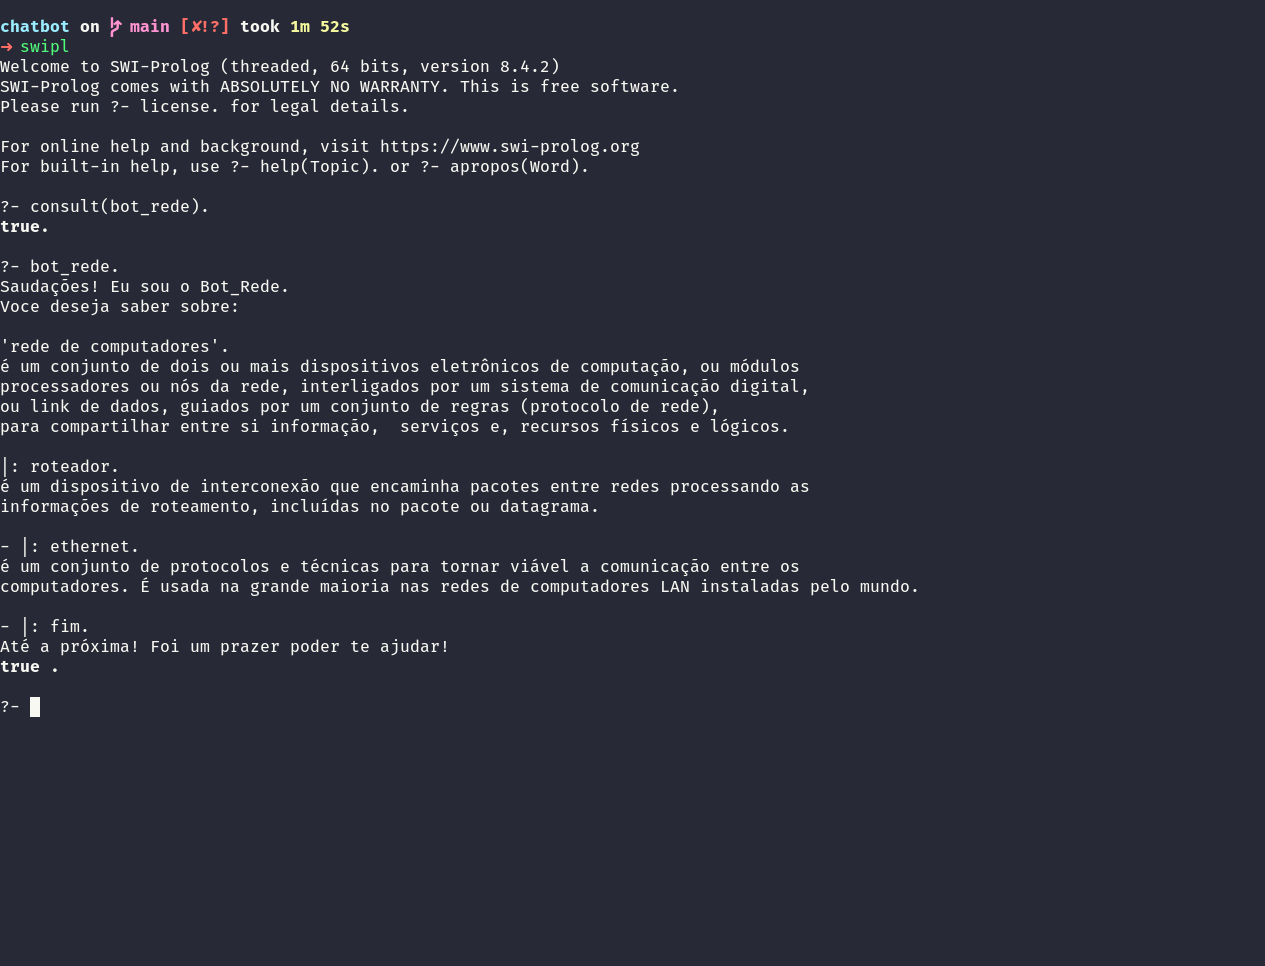 chatbot on main [✘!?] took 1m 52s
➜ swipl
Welcome to SWI-Prolog (threaded, 64 bits, version 8.4.2)
SWI-Prolog comes with ABSOLUTELY NO WARRANTY. This is free software.
Please run ?- license. for legal details.

For online help and background, visit https://www.swi-prolog.org
For built-in help, use ?- help(Topic). or ?- apropos(Word).

?- consult(bot_rede).
true.

?- bot_rede.
Saudações! Eu sou o Bot_Rede.
Voce deseja saber sobre:

'rede de computadores'.
é um conjunto de dois ou mais dispositivos eletrônicos de computação, ou módulos
processadores ou nós da rede, interligados por um sistema de comunicação digital,
ou link de dados, guiados por um conjunto de regras (protocolo de rede),
para compartilhar entre si informação,  serviços e, recursos físicos e lógicos.

|: roteador.
é um dispositivo de interconexão que encaminha pacotes entre redes processando as
informações de roteamento, incluídas no pacote ou datagrama.

- |: ethernet.
é um conjunto de protocolos e técnicas para tornar viável a comunicação entre os
computadores. É usada na grande maioria nas redes de computadores LAN instaladas pelo mundo.

- |: fim.
Até a próxima! Foi um prazer poder te ajudar!
true .

?-